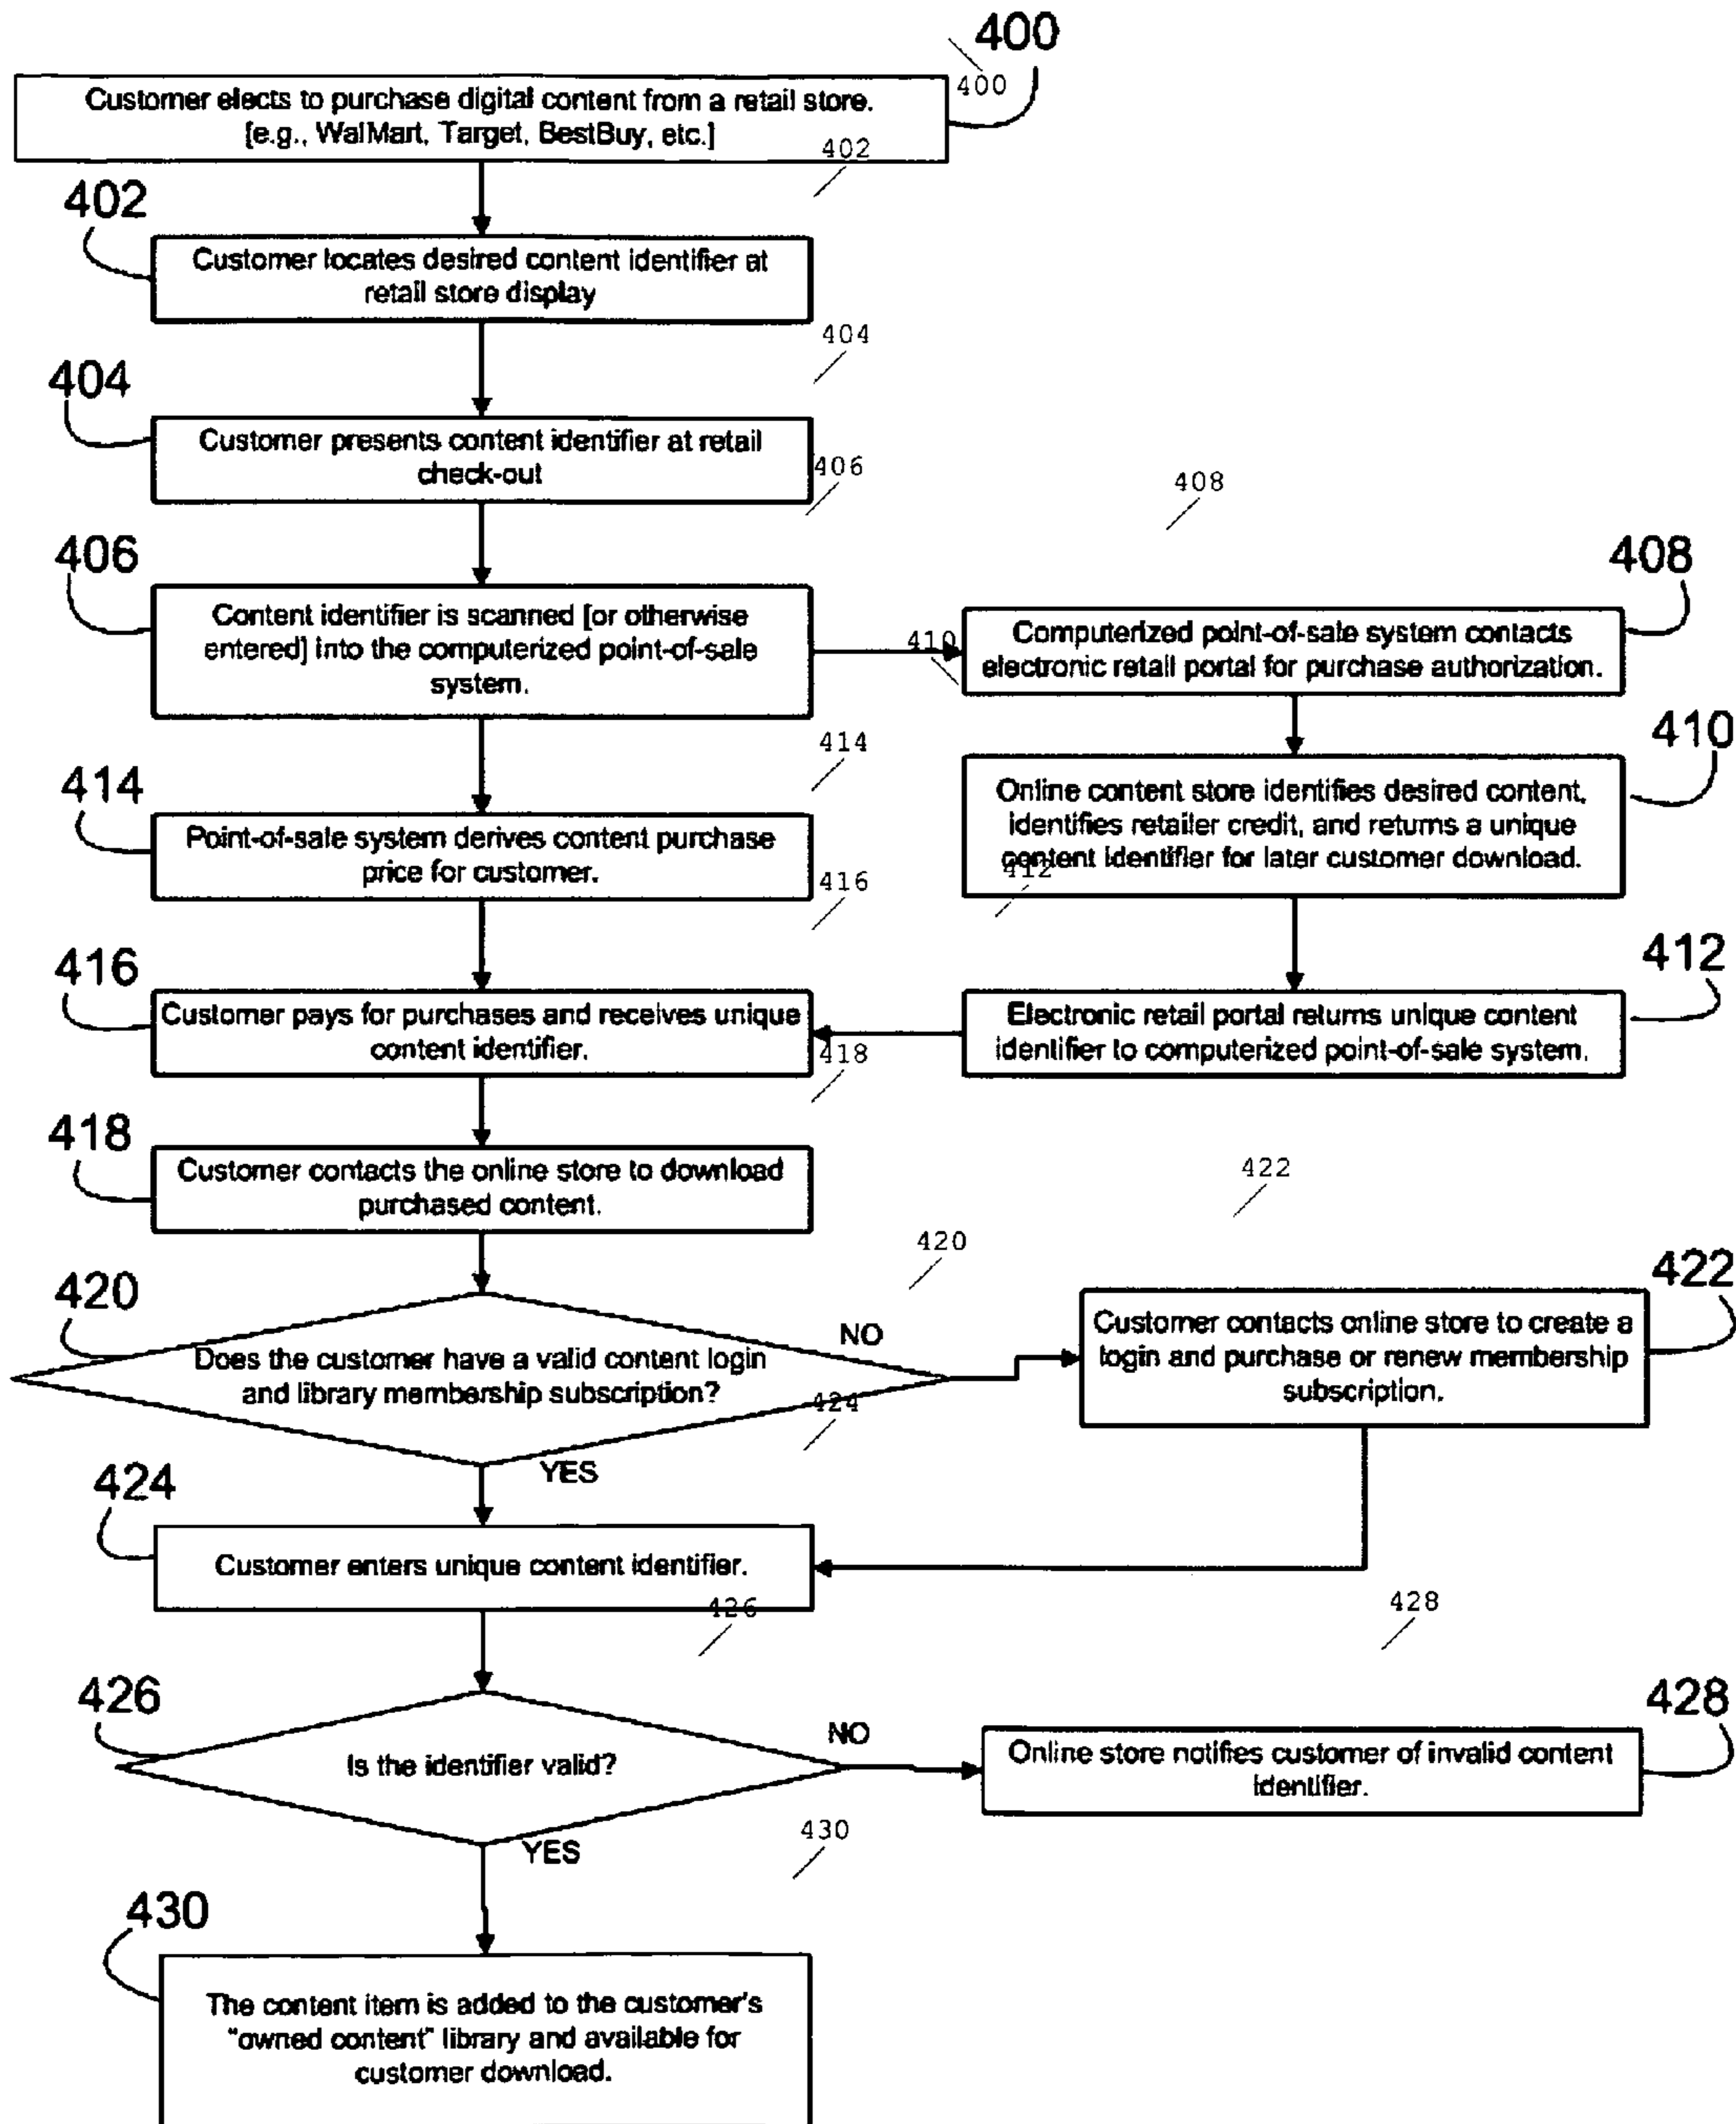 400
400
Customer elects to purchase digital content from a retail store.
[e.g., WalMart, Target, BestBuy, etc.]
402
402
Customer locates desired content identifier at
retail store display
404
404
Customer presents content identifier at retail
check-out
406
408
406
408
Content identifier is scanned [or otherwise
entered] into the computerized point-of-sale
system.
410
Computerized point-of-sale system contacts
electronic retail portal for purchase authorization.
410
414
414
Online content store identifies desired content,
identifies retailer credit, and returns a unique
content identifier for later customer download.
Point-of-sale system derives content purchase
price for customer.
412
416
416
412
Customer pays for purchases and receives unique
content identifier.
Electronic retail portal returns unique content
identifier to computerized point-of-sale system.
418
418
Customer contacts the online store to download
purchased content.
422
420
420
422
NO
Does the customer have a valid content login
and library membership subscription?
Customer contacts online store to create a
login and purchase or renew membership
subscription.
424
YES
424
Customer enters unique content identifier.
426
428
426
428
NO
Is the identifier valid?
Online store notifies customer of invalid content
identifier.
430
YES
430
The content item is added to the customer's
"owned content" library and available for
customer download.